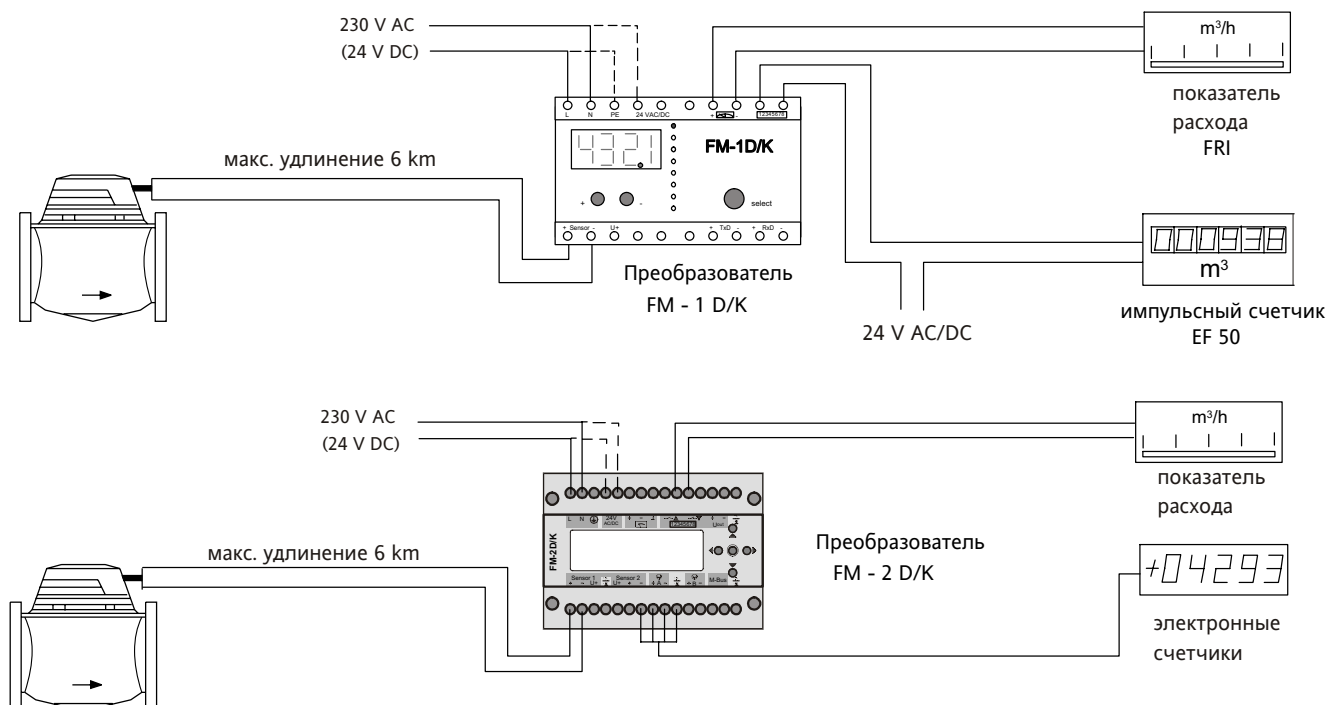 230 V AC
(24 V DC)
m³/h
показатель
расхода
FRI
L N PE 24 VAC/DC + - 12345678
4321
FM-1D/K
+ - select
+ Sensor - U+ + TxD - + RxD -
макс. удлинение 6 km
Преобразователь
FM - 1 D/K
24 V AC/DC
000938
m³
импульсный счетчик
EF 50
230 V AC
(24 V DC)
m³/h
показатель
расхода
L N 24V AC/DC + - 12345678 + - Uout
FM-2D/K
Sensor 1 Sensor 2 A B M-Bus
+ - U+ U+ + -
макс. удлинение 6 km
Преобразователь
FM - 2 D/K
+04293
электронные
счетчики